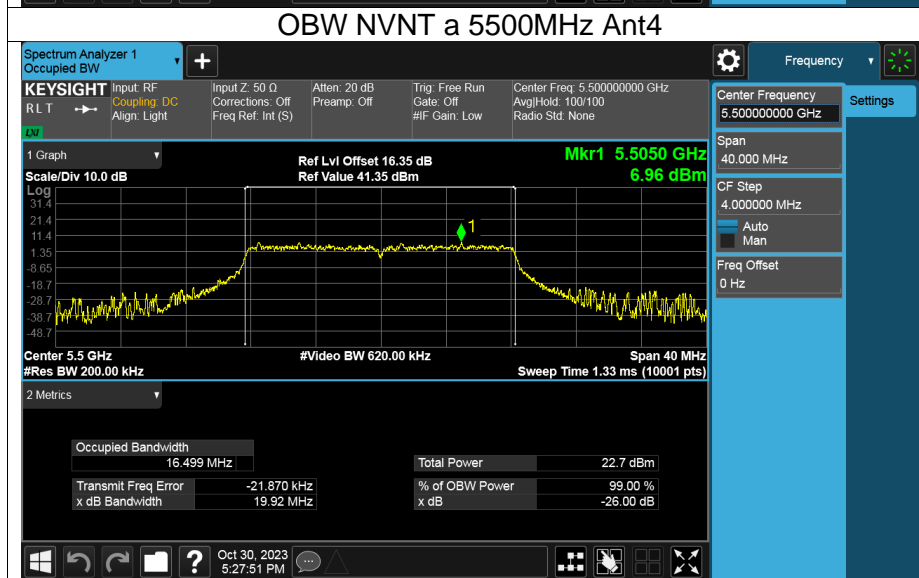 OBW NVNT a 5500MHz Ant4
Spectrum Analyzer 1
Occupied BW
+
Frequency
KEYSIGHT
R L T
LXI
Input: RF
Coupling: DC
Align: Light
Input Z: 50 Ω
Corrections: Off
Freq Ref: Int (S)
Atten: 20 dB
Preamp: Off
Trig: Free Run
Gate: Off
#IF Gain: Low
Center Freq: 5.500000000 GHz
Avg|Hold: 100/100
Radio Std: None
Center Frequency
5.500000000 GHz
Settings
Span
40.000 MHz
CF Step
4.000000 MHz
Auto
Man
Freq Offset
0 Hz
1 Graph
Scale/Div 10.0 dB
Ref Lvl Offset 16.35 dB
Ref Value 41.35 dBm
Mkr1 5.5050 GHz
6.96 dBm
Log
31.4
21.4
11.4
1.35
-8.65
-18.7
-28.7
-38.7
-48.7
1
Center 5.5 GHz
#Res BW 200.00 kHz
#Video BW 620.00 kHz
Span 40 MHz
Sweep Time 1.33 ms (10001 pts)
2 Metrics
Occupied Bandwidth
16.499 MHz
Total Power 22.7 dBm
Transmit Freq Error -21.870 kHz
% of OBW Power 99.00 %
x dB Bandwidth 19.92 MHz
x dB -26.00 dB
?
Oct 30, 2023
5:27:51 PM